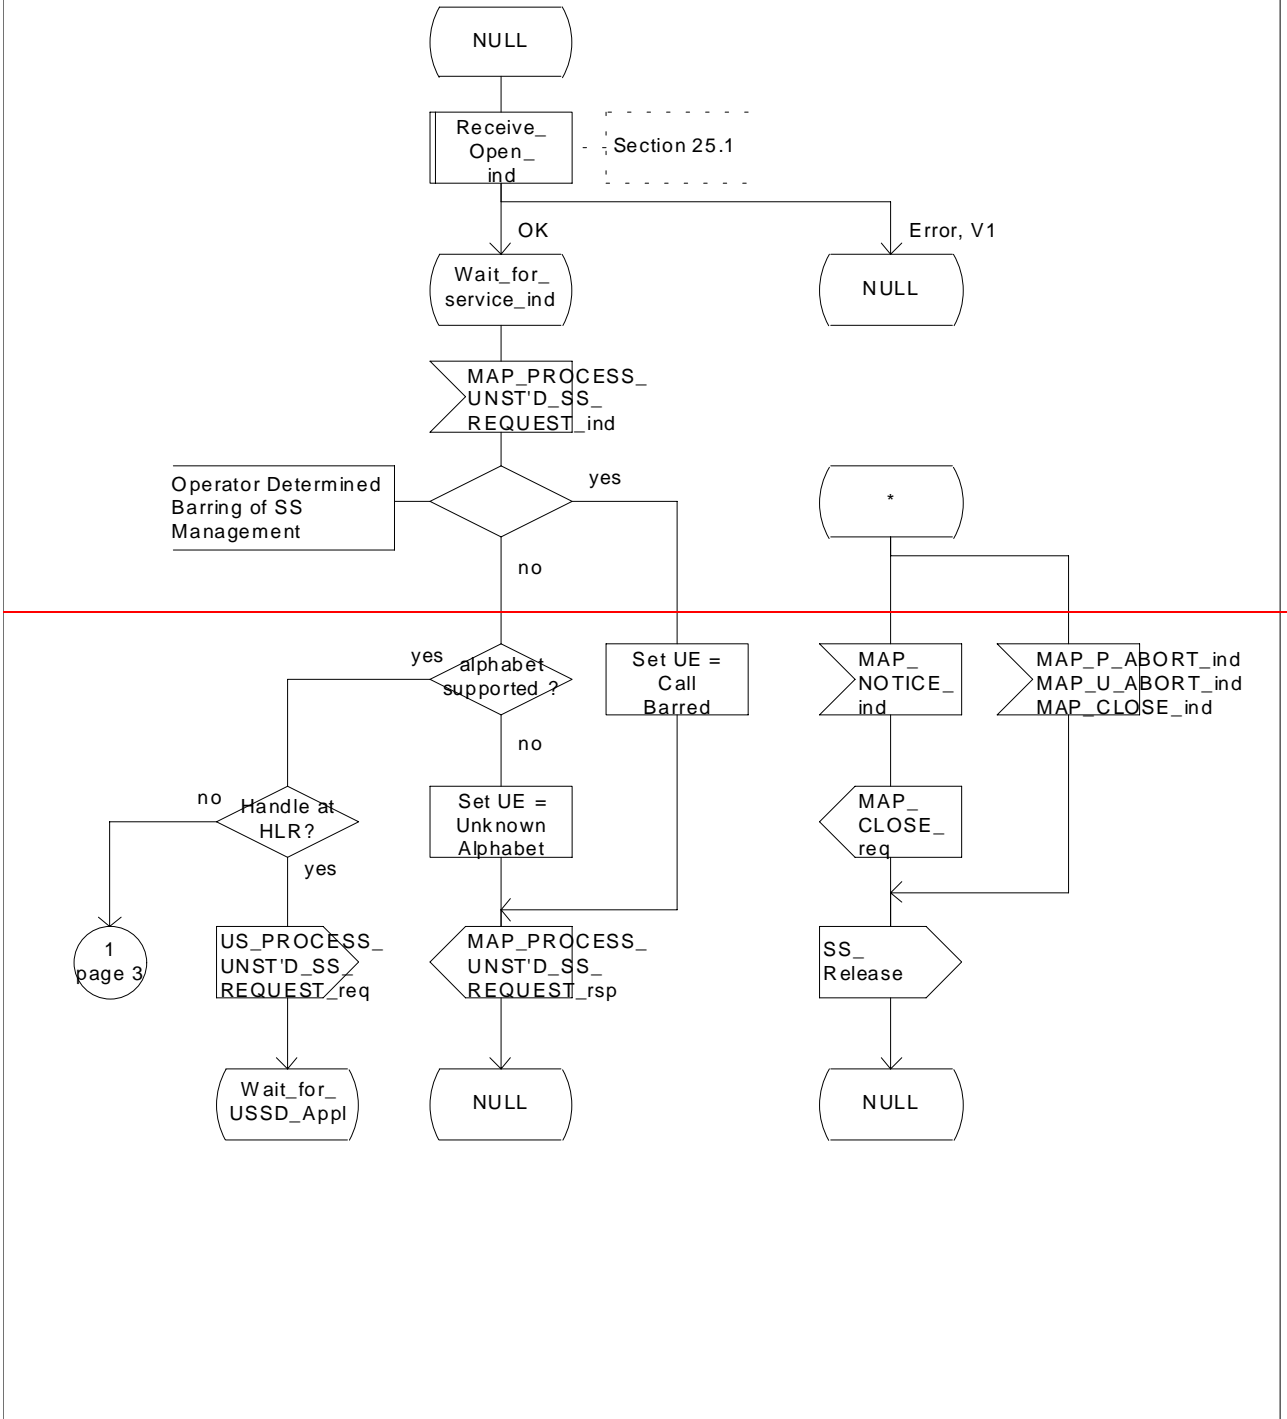 NULL
Receive_
Open_
ind
Section 25.1
OK
Error, V1
Wait_for_
service_ind
NULL
MAP_PROCESS_
UNST'D_SS_
REQUEST_ind
Operator Determined
Barring of SS
Management
yes
*
no
yes
alphabet
supported ?
Set UE =
Call
Barred
MAP_
NOTICE_
ind
MAP_P_ABORT_ind
MAP_U_ABORT_ind
MAP_CLOSE_ind
no
no
Handle at
HLR?
Set UE =
Unknown
Alphabet
MAP_
CLOSE_
req
yes
1
page 3
US_PROCESS_
UNST'D_SS_
REQUEST_req
MAP_PROCESS_
UNST'D_SS_
REQUEST_rsp
SS_
Release
Wait_for_
USSD_Appl
NULL
NULL